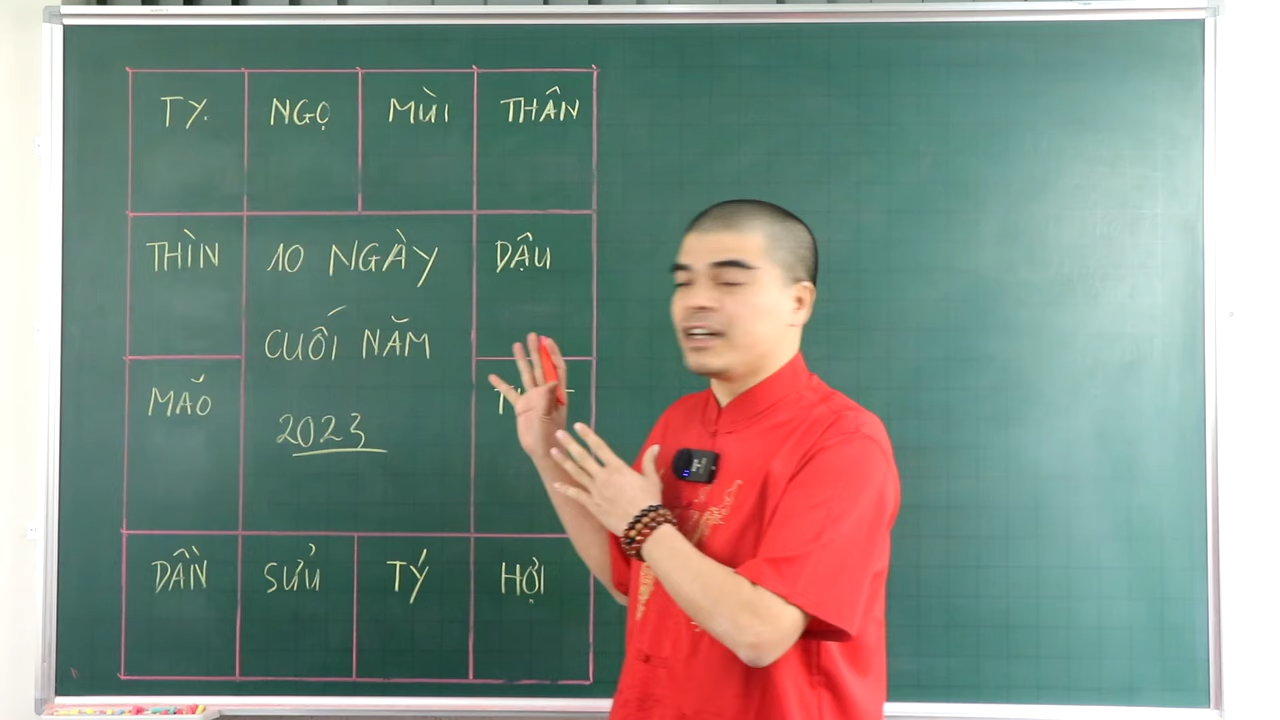 TỴ NGỌ MÙI THÂN
THÌN 10 NGÀY DẬU
CUỐI NĂM
MÃO
2023
DẦN SỬU TÝ HỢI